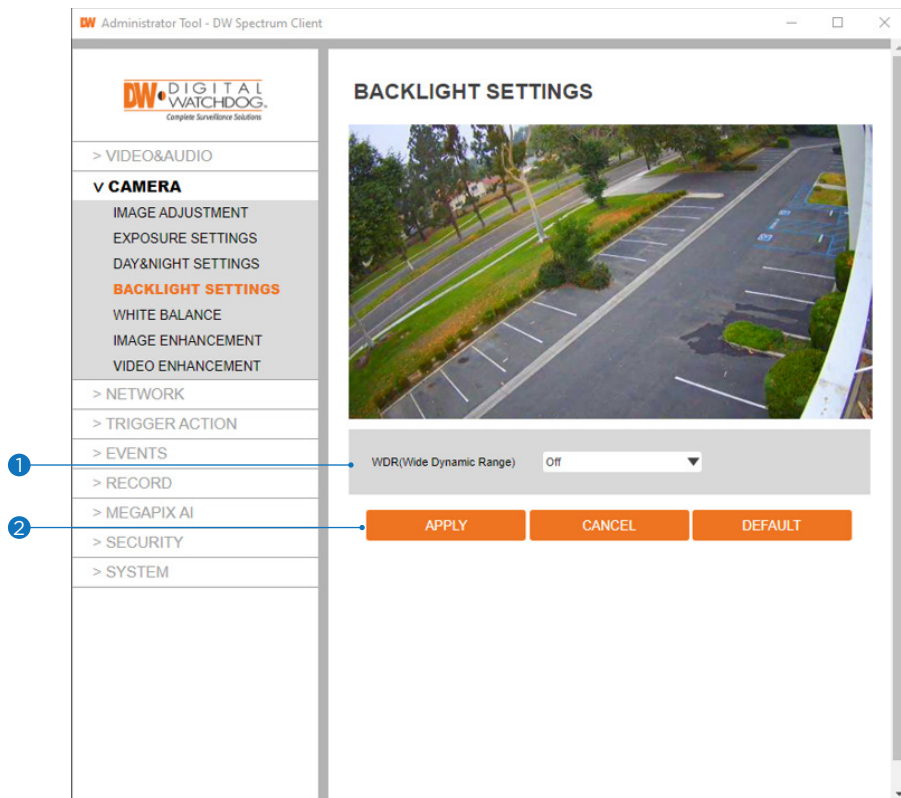 DW Administrator Tool - DW Spectrum Client
DW DIGITAL
WATCHDOG.
Complete Surveillance Solutions
BACKLIGHT SETTINGS
> VIDEO&AUDIO
v CAMERA
IMAGE ADJUSTMENT
EXPOSURE SETTINGS
DAY&NIGHT SETTINGS
BACKLIGHT SETTINGS
WHITE BALANCE
IMAGE ENHANCEMENT
VIDEO ENHANCEMENT
> NETWORK
> TRIGGER ACTION
> EVENTS
> RECORD
> MEGAPIX AI
> SECURITY
> SYSTEM
1
WDR(Wide Dynamic Range) Off
2
APPLY CANCEL DEFAULT